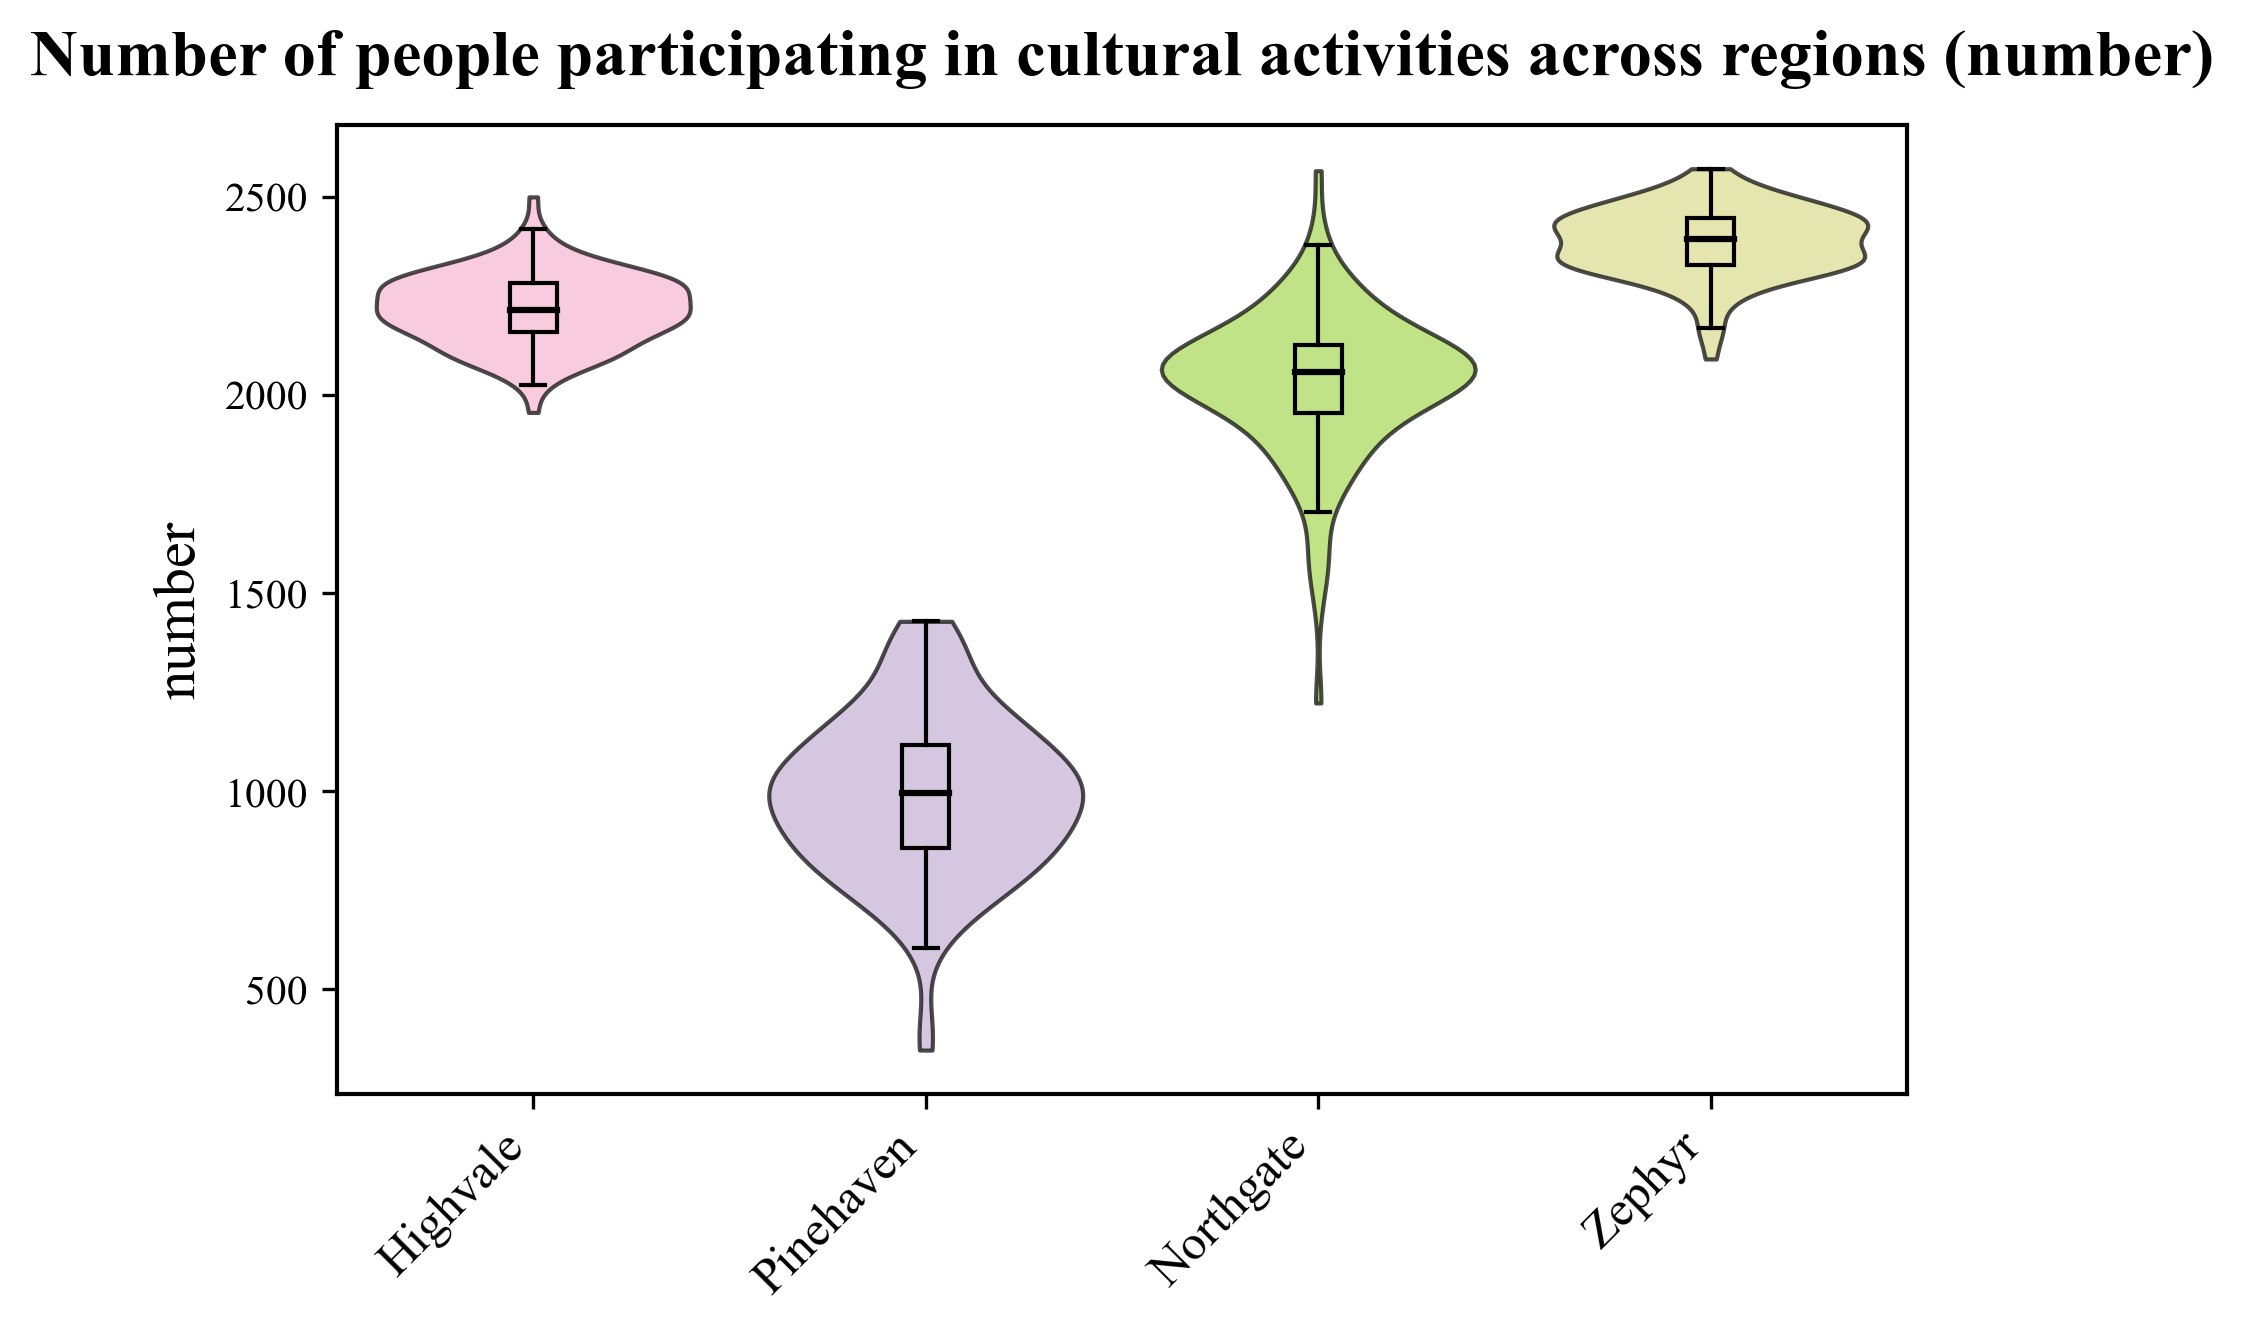 Number of people participating in cultural activities across regions (number)
2500
2000
1500
1000
500
number
Highvale
Pinehaven
Northgate
Zephyr